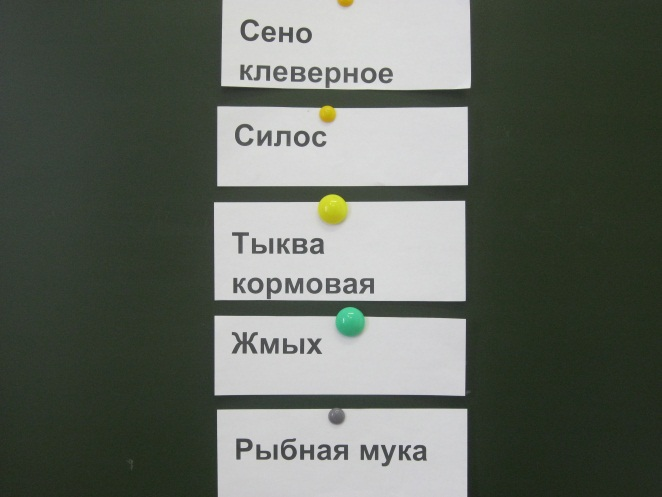 Сено
клеверное
Силос
Тыква
кормовая
Жмых
Рыбная мука